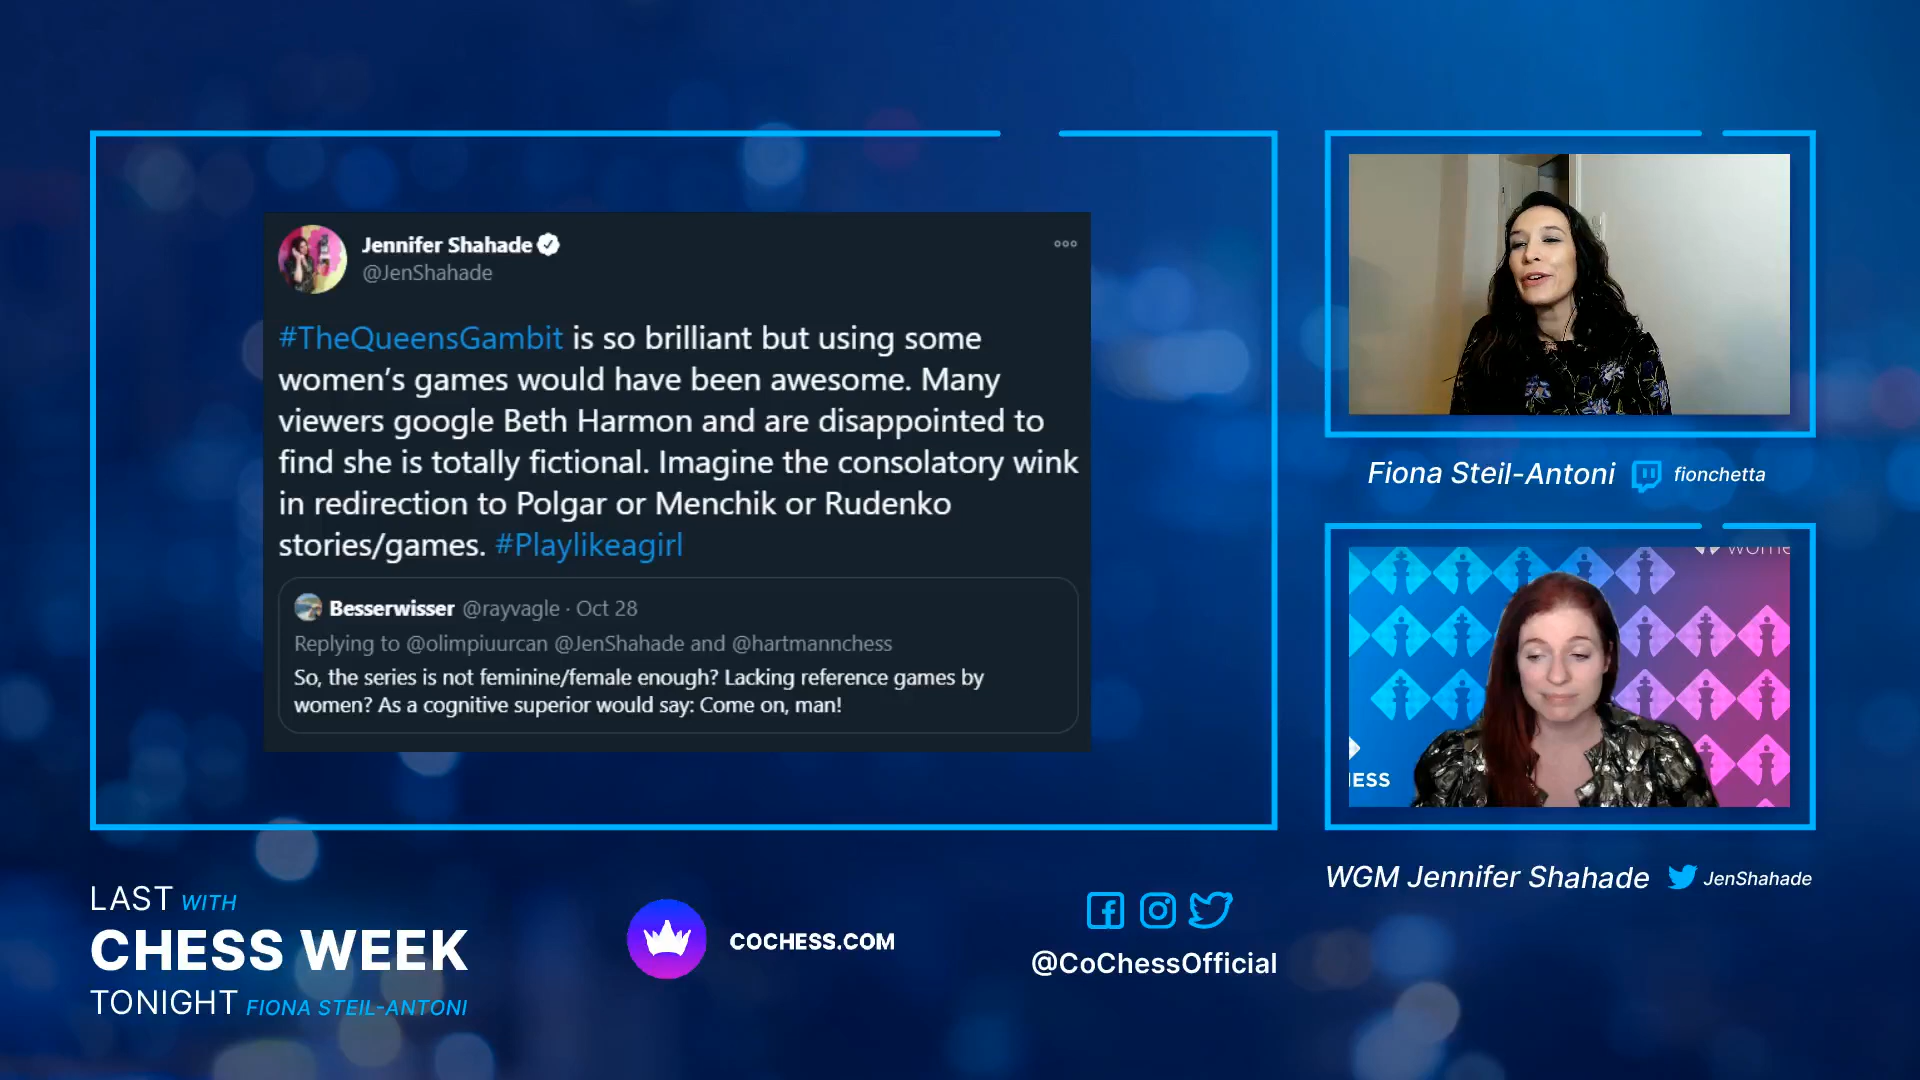 Jennifer Shahade
@JenShahade
#TheQueensGambit is so brilliant but using some
women's games would have been awesome. Many
viewers google Beth Harmon and are disappointed to
find she is totally fictional. Imagine the consolatory wink
in redirection to Polgar or Menchik or Rudenko
stories/games. #Playlikeagirl
Besserwisser @rayvagle · Oct 28
Replying to @olimpiuurcan @JenShahade and @hartmannchess
So, the series is not feminine/female enough? Lacking reference games by
women? As a cognitive superior would say: Come on, man!
Fiona Steil-Antoni fionchetta
WGM Jennifer Shahade JenShahade
LAST WITH
CHESS WEEK
TONIGHT FIONA STEIL-ANTONI
COCHESS.COM
@CoChessOfficial